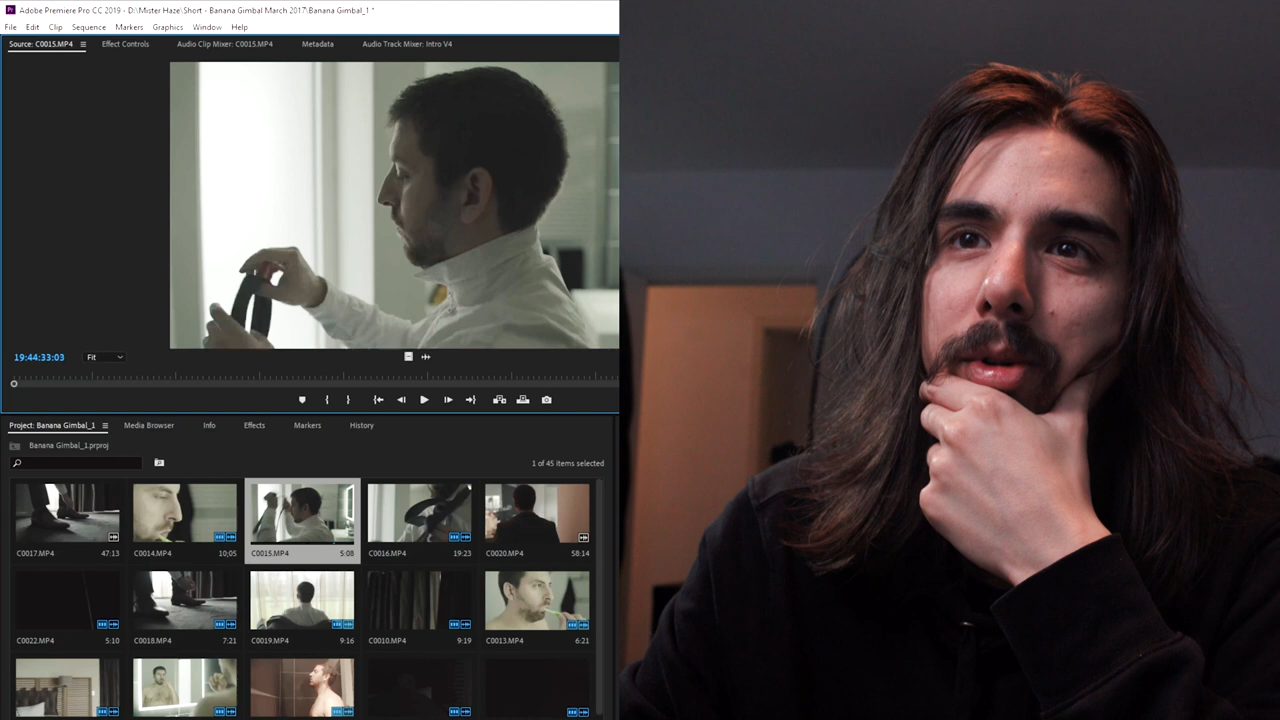 Pr Adobe Premiere Pro CC 2019 - D:\Mister Haze\Short - Banana Gimbal March 2017\Banana Gimbal_1 *
File Edit Clip Sequence Markers Graphics Window Help
Source: C0015.MP4 Effect Controls Audio Clip Mixer: C0015.MP4 Metadata Audio Track Mixer: Intro V4
19:44:33:03 Fit
Project: Banana Gimbal_1 Media Browser Info Effects Markers History
Banana Gimbal_1.prproj
1 of 45 items selected
C0017.MP4 47:13 C0014.MP4 10;05 C0015.MP4 5:08 C0016.MP4 19:23 C0020.MP4 58:14
C0022.MP4 5:10 C0018.MP4 7:21 C0019.MP4 9:16 C0010.MP4 9:19 C0013.MP4 6:21